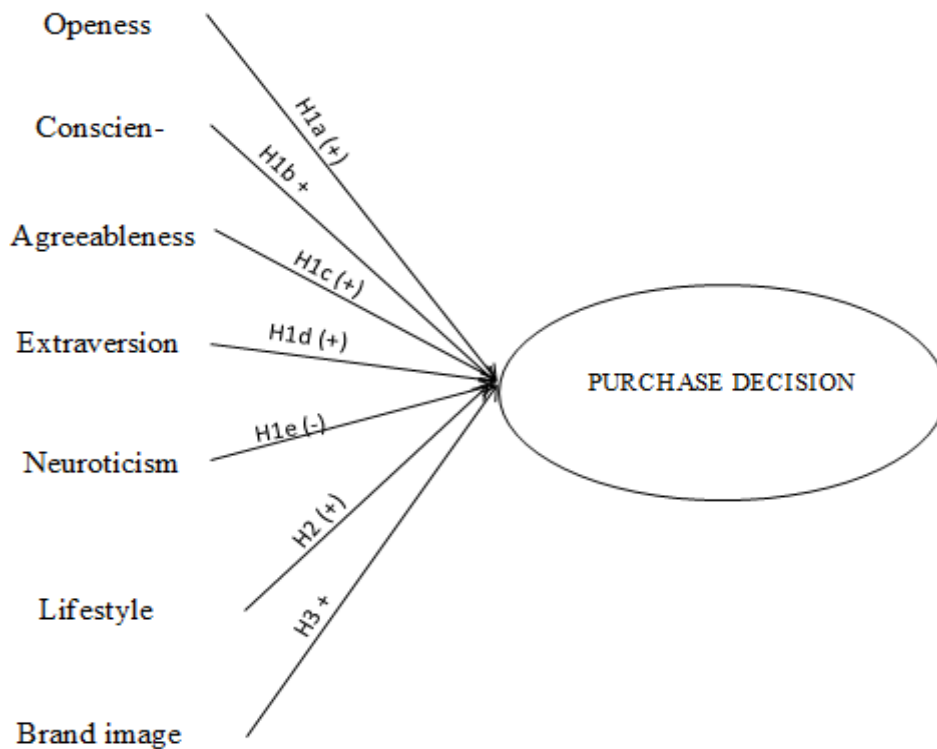 Openess
H1a (+)
Conscien-
H1b +
Agreeableness
H1c (+)
Extraversion
H1d (+)
PURCHASE DECISION
H1e (-)
Neuroticism
H2 (+)
Lifestyle
H3 +
Brand image